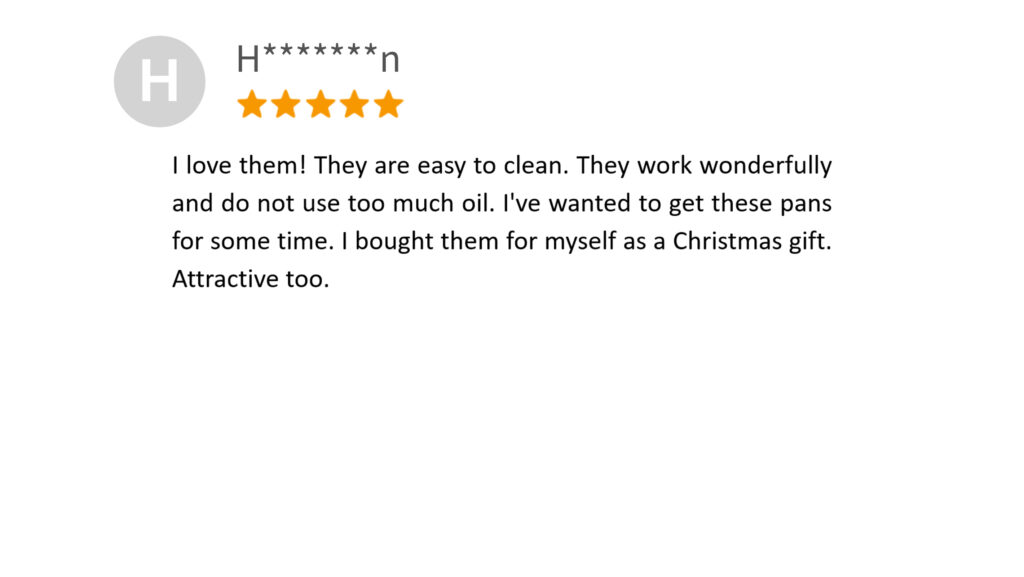 H
H*******n
I love them! They are easy to clean. They work wonderfully
and do not use too much oil. I've wanted to get these pans
for some time. I bought them for myself as a Christmas gift.
Attractive too.